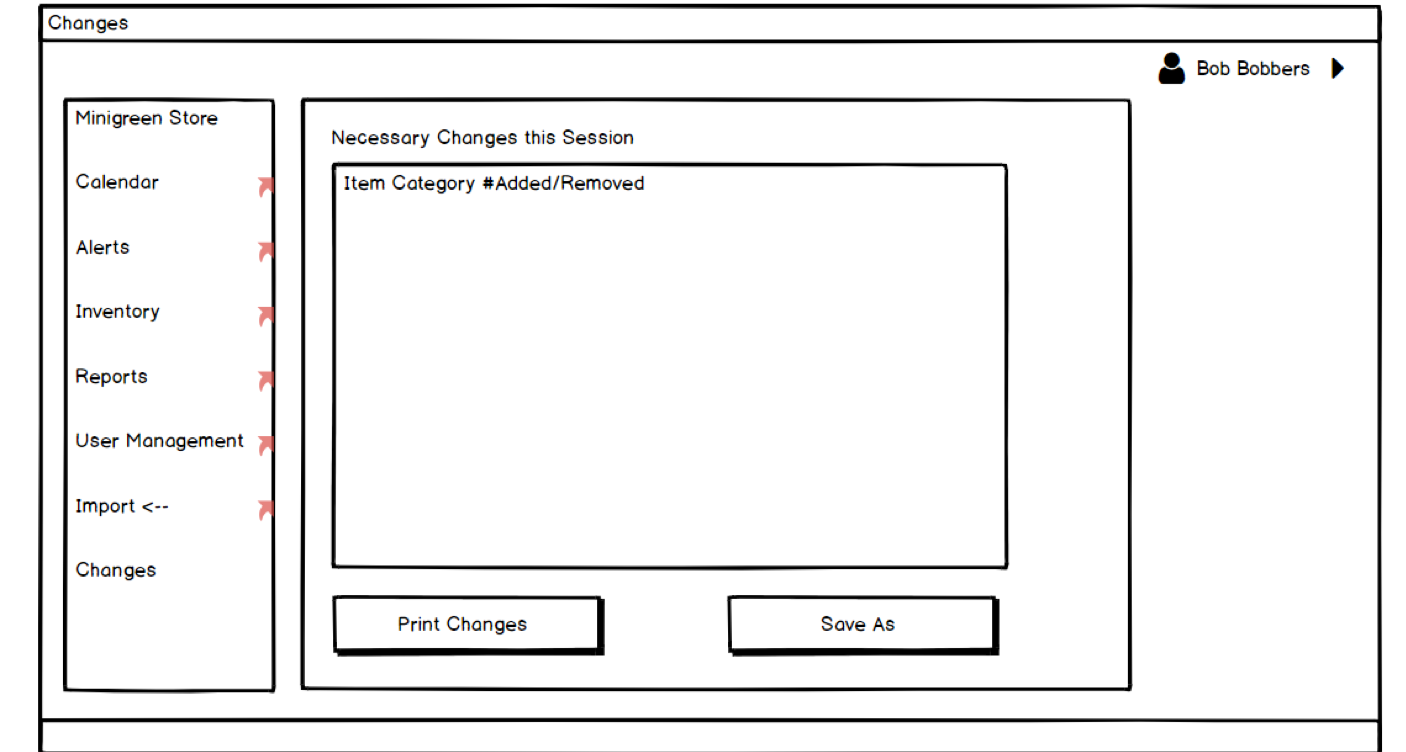 Changes
Bob Bobbers
Minigreen Store
Calendar
Alerts
Inventory
Reports
User Management
Import <--
Changes
Necessary Changes this Session
Item Category #Added/Removed
Print Changes
Save As